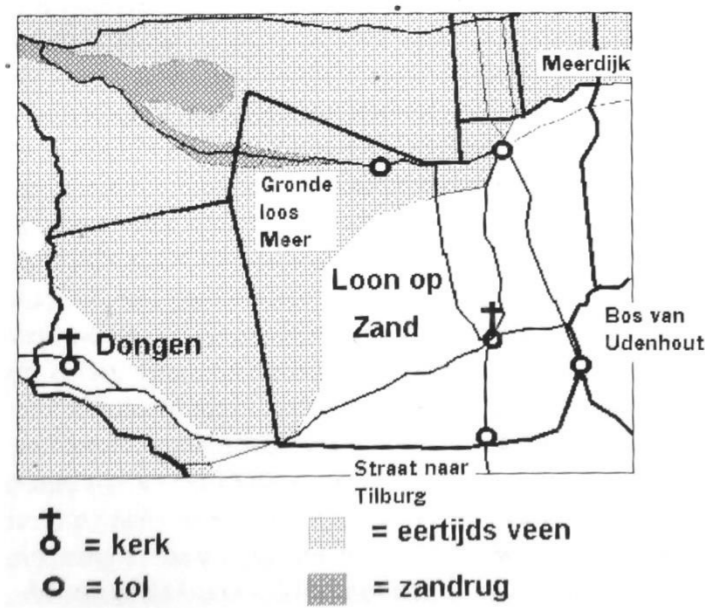 Meerdijk
Gronde
loos
Meer
Loon op
Zand
Dongen
Bos van
Udenhout
Straat naar
Tilburg
= kerk
= tol
= eertijds veen
= zandrug